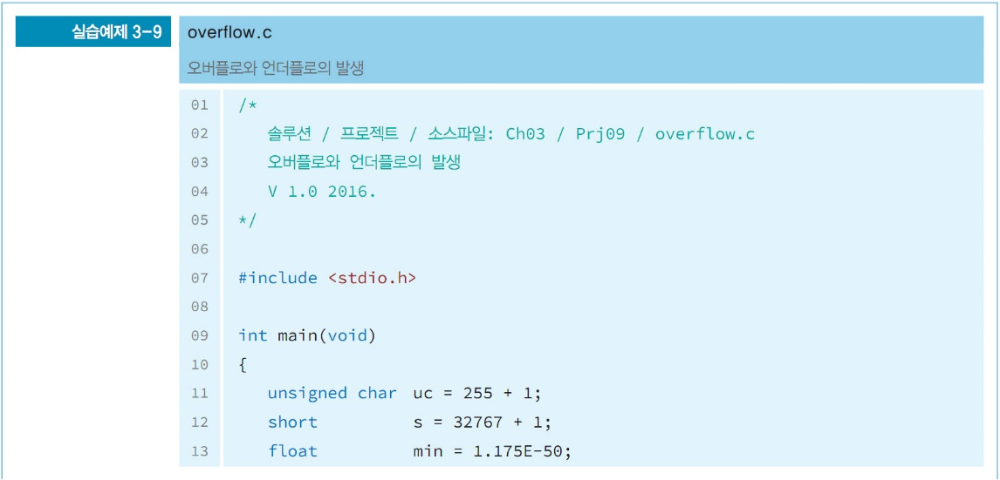 실습예제 3-9
overflow.c
오버플로와 언더플로의 발생
01 /*
02 솔루션 / 프로젝트 / 소스파일: Ch03 / Prj09 / overflow.c
03 오버플로와 언더플로의 발생
04 V 1.0 2016.
05 */
06
07 #include <stdio.h>
08
09 int main(void)
10 {
11 unsigned char uc = 255 + 1;
12 short s = 32767 + 1;
13 float min = 1.175E-50;